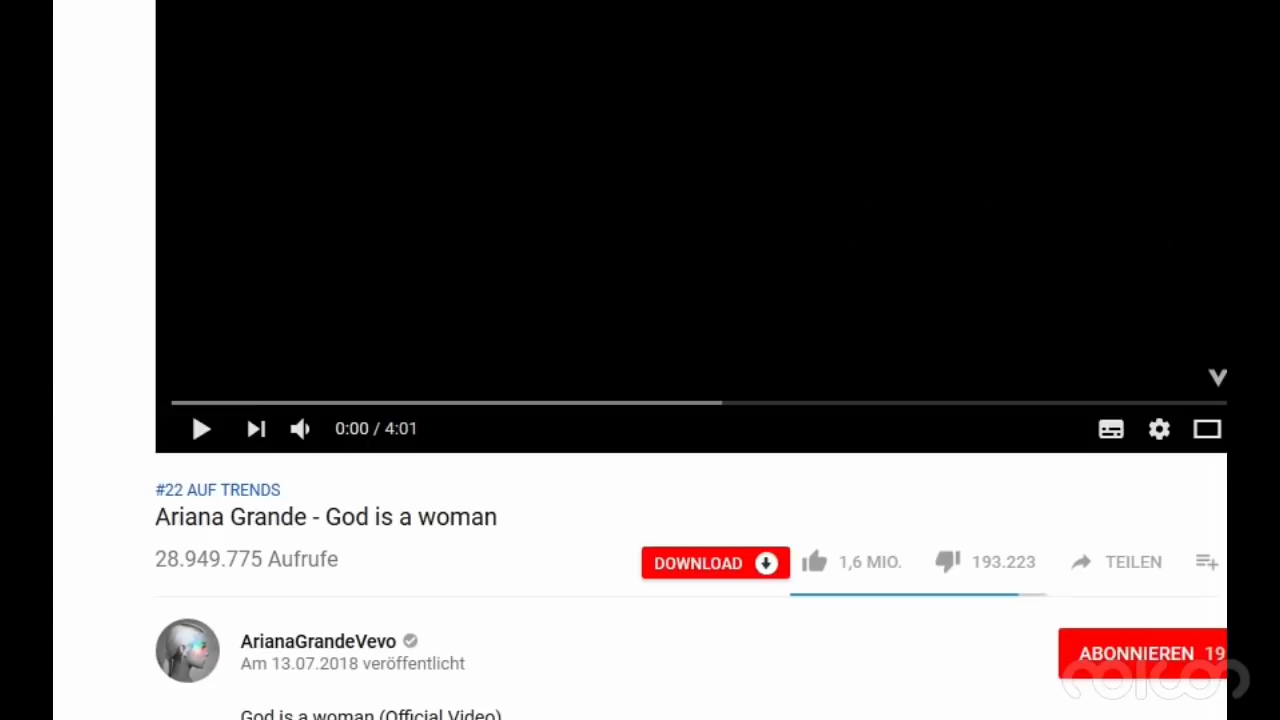 0:00 / 4:01
#22 AUF TRENDS
Ariana Grande - God is a woman
28.949.775 Aufrufe
DOWNLOAD
1,6 MIO.
193.223
TEILEN
ArianaGrandeVevo
Am 13.07.2018 veröffentlicht
ABONNIEREN 19
God is a woman (Official Video)